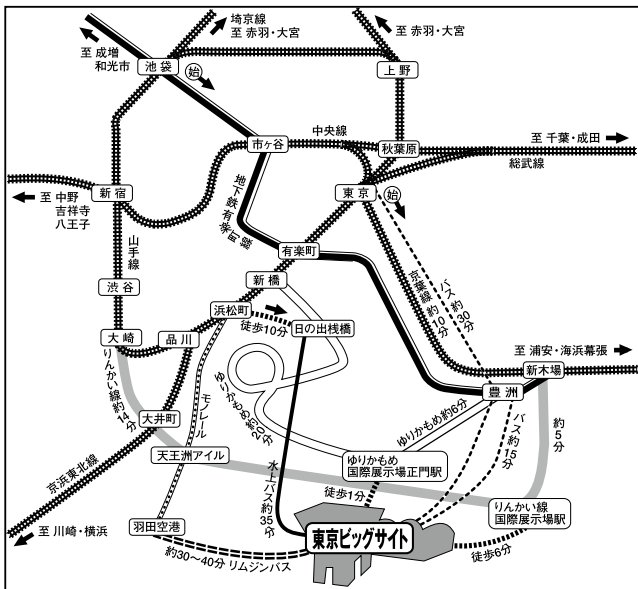 埼京線
至 赤羽・大宮
至 赤羽・大宮
至 成増
和光市
池袋
始
上野
中央線
市ヶ谷
秋葉原
至 千葉・成田
総武線
至 中野
吉祥寺
八王子
新宿
東京
始
地下鉄有楽町線
山手線
有楽町
京葉線約10分
バス約30分
新橋
渋谷
浜松町
徒歩10分
日の出桟橋
大崎
品川
至 浦安・海浜幕張
新木場
りんかい線約14分
豊洲
ゆりかもめ約20分
ゆりかもめ約6分
バス約15分
約5分
大井町
モノレール
京浜東北線
天王洲アイル
水上バス約35分
ゆりかもめ
国際展示場正門駅
徒歩1分
りんかい線
国際展示場駅
至 川崎・横浜
羽田空港
東京ビッグサイト
徒歩6分
約30〜40分 リムジンバス